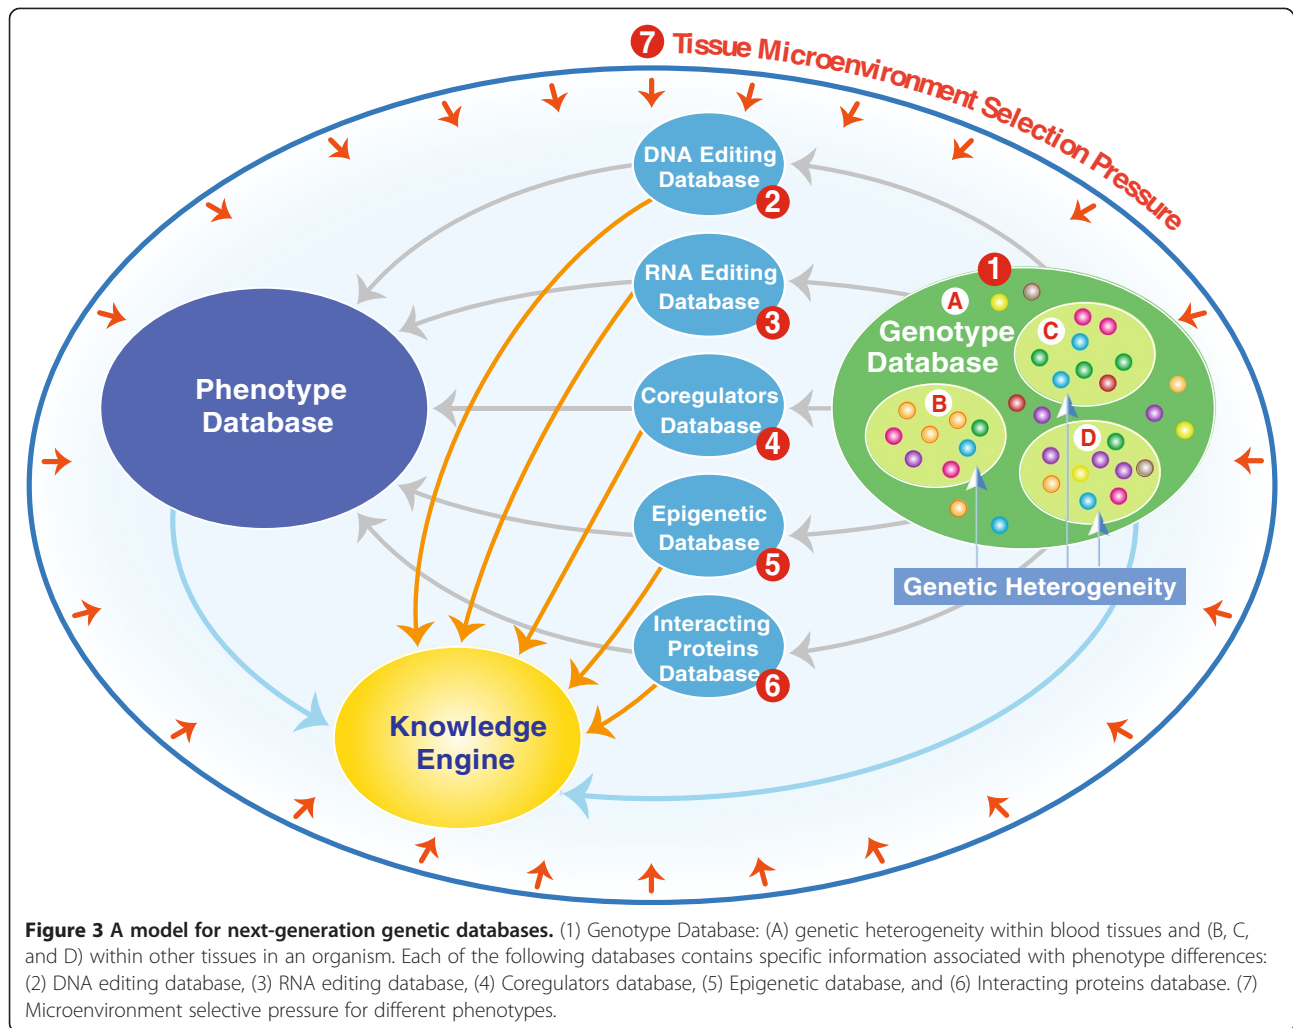 7 Tissue Microenvironment Selection Pressure
DNA Editing
Database
2
RNA Editing
Database
3
Coregulators
Database
4
Epigenetic
Database
5
Interacting
Proteins
Database
6
1
A
Genotype
Database
B
C
D
Genetic Heterogeneity
Phenotype
Database
Knowledge
Engine
Figure 3 A model for next-generation genetic databases. (1) Genotype Database: (A) genetic heterogeneity within blood tissues and (B, C,
and D) within other tissues in an organism. Each of the following databases contains specific information associated with phenotype differences:
(2) DNA editing database, (3) RNA editing database, (4) Coregulators database, (5) Epigenetic database, and (6) Interacting proteins database. (7)
Microenvironment selective pressure for different phenotypes.